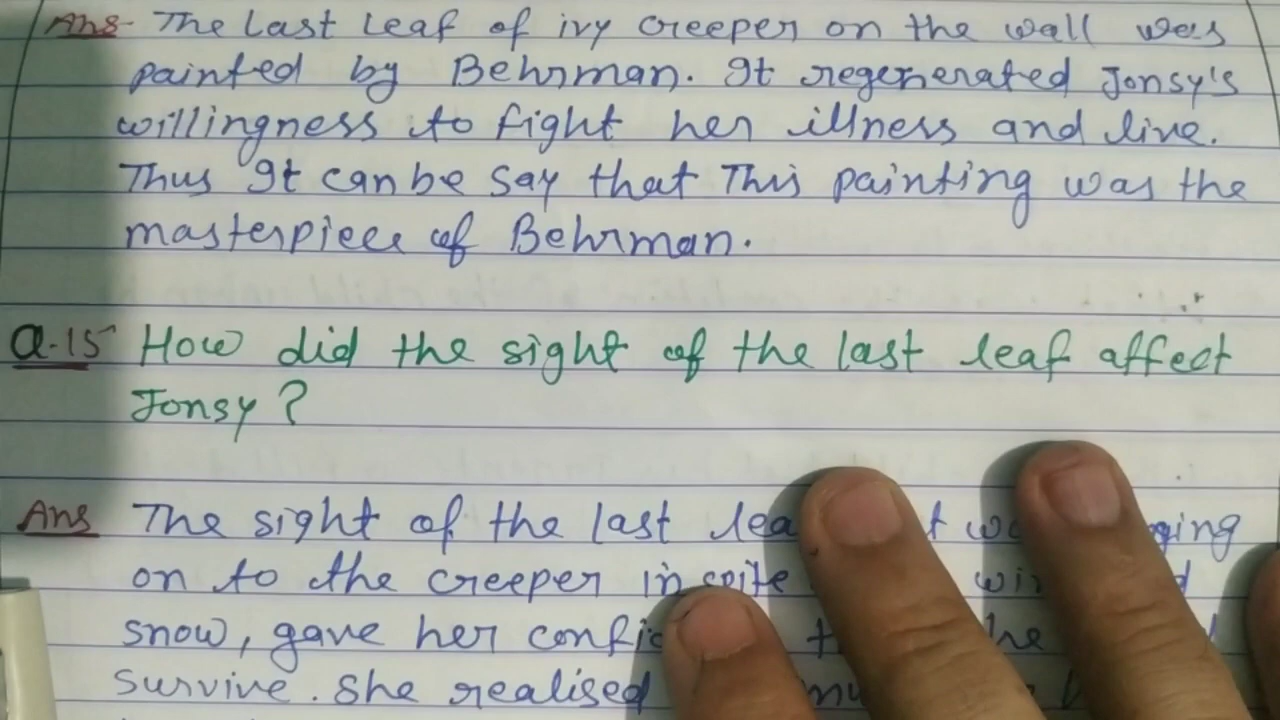 Ans- The Last Leaf of ivy creeper on the wall was
painted by Behrman. It regenerated Jonsy's
willingness to fight her illness and live.
Thus It can be say that This painting was the
masterpiece of Behrman.
Q.15 How did the sight of the last leaf affect
Jonsy?
Ans The sight of the last
on to the creeper in spite
snow, gave her
survive. She realised